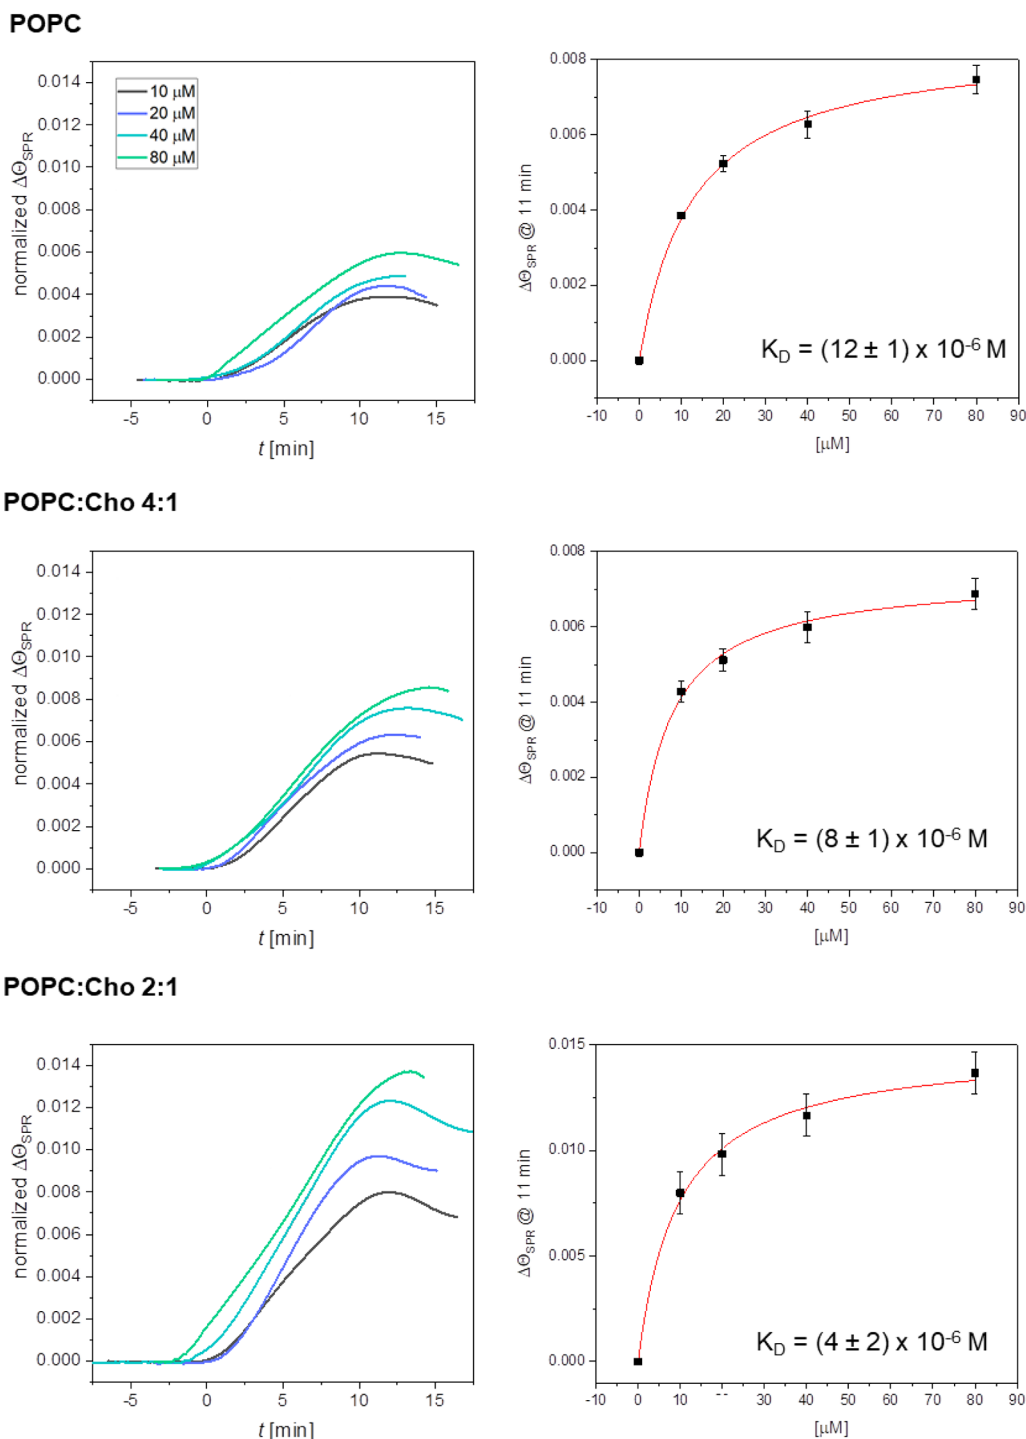 POPC
0.014
0.012
0.010
0.008
0.006
0.004
0.002
0.000
normalized ΔΘSPR
10 μM
20 μM
40 μM
80 μM
-5 0 5 10 15
t [min]
0.008
0.006
0.004
0.002
0.000
ΔΘSPR @ 11 min
KD = (12 ± 1) x 10-6 M
-10 0 10 20 30 40 50 60 70 80 90
[μM]
POPC:Cho 4:1
0.014
0.012
0.010
0.008
0.006
0.004
0.002
0.000
normalized ΔΘSPR
-5 0 5 10 15
t [min]
0.008
0.006
0.004
0.002
0.000
ΔΘSPR @ 11 min
KD = (8 ± 1) x 10-6 M
-10 0 10 20 30 40 50 60 70 80 90
[μM]
POPC:Cho 2:1
0.014
0.012
0.010
0.008
0.006
0.004
0.002
0.000
normalized ΔΘSPR
-5 0 5 10 15
t [min]
0.015
0.010
0.005
0.000
ΔΘSPR @ 11 min
KD = (4 ± 2) x 10-6 M
-10 0 10 30 40 50 60 70 80 90
[μM]